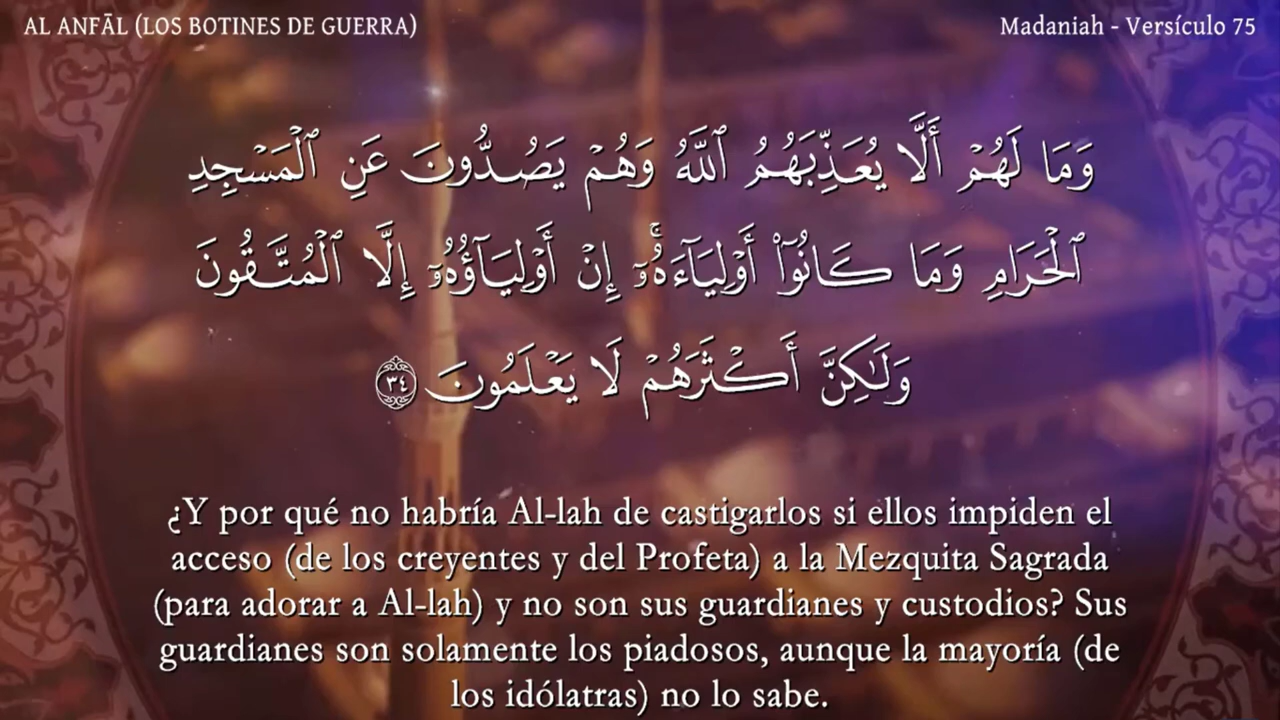 AL ANFĀL (LOS BOTINES DE GUERRA)
Madaniah - Versículo 75
وَمَا لَهُمْ أَلَّا يُعَذِّبَهُمُ ٱللَّهُ وَهُمْ يَصُدُّونَ عَنِ ٱلْمَسْجِدِ
ٱلْحَرَامِ وَمَا كَانُوٓا۟ أَوْلِيَآءَهُۥٓ ۚ إِنْ أَوْلِيَآؤُهُۥٓ إِلَّا ٱلْمُتَّقُونَ
وَلَـٰكِنَّ أَكْثَرَهُمْ لَا يَعْلَمُونَ ٣٤
¿Y por qué no habría Al-lah de castigarlos si ellos impiden el
acceso (de los creyentes y del Profeta) a la Mezquita Sagrada
(para adorar a Al-lah) y no son sus guardianes y custodios? Sus
guardianes son solamente los piadosos, aunque la mayoría (de
los idólatras) no lo sabe.